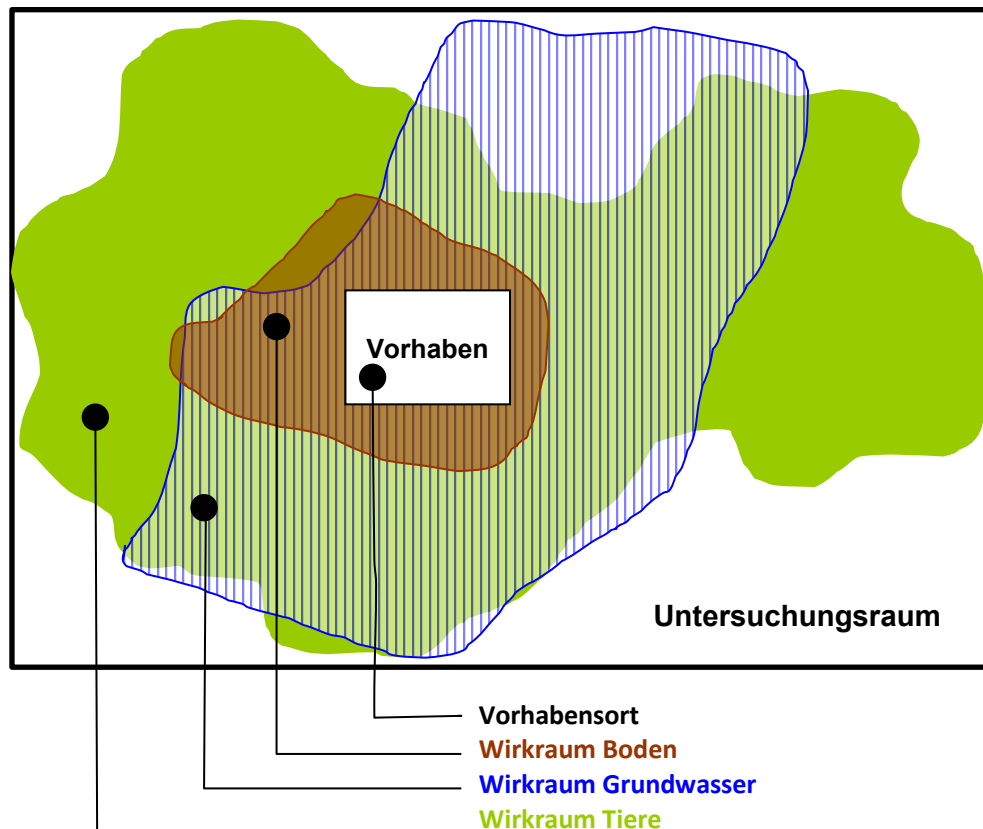 Vorhaben
Untersuchungsraum
Vorhabensort
Wirkraum Boden
Wirkraum Grundwasser
Wirkraum Tiere